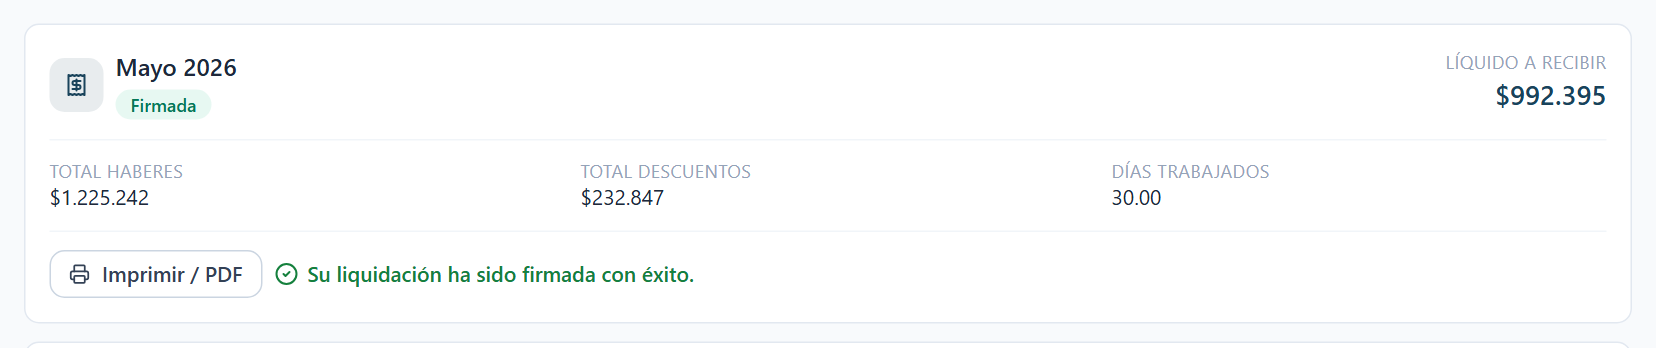 Mayo 2026
Firmada
LÍQUIDO A RECIBIR
$992.395
TOTAL HABERES
$1.225.242
TOTAL DESCUENTOS
$232.847
DÍAS TRABAJADOS
30.00
Imprimir / PDF
Su liquidación ha sido firmada con éxito.